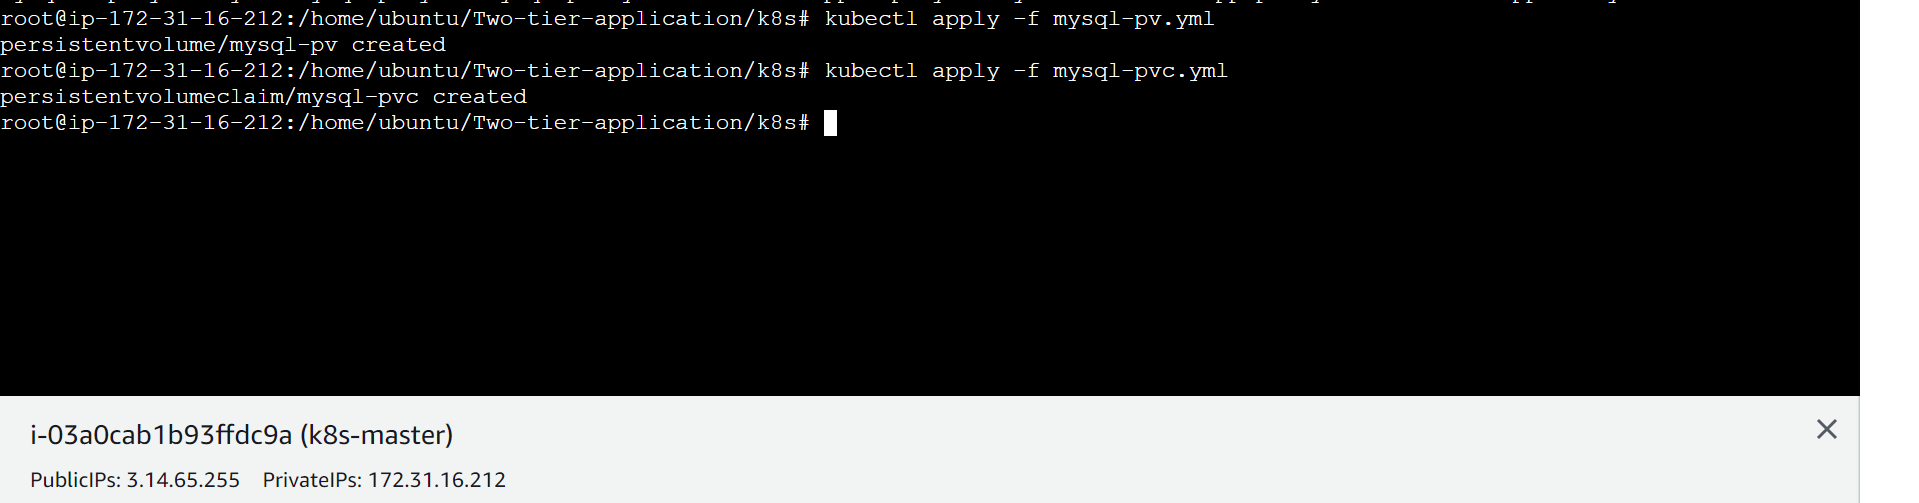 root@ip-172-31-16-212:/home/ubuntu/Two-tier-application/k8s# kubectl apply -f mysql-pv.yml
persistentvolume/mysql-pv created
root@ip-172-31-16-212:/home/ubuntu/Two-tier-application/k8s# kubectl apply -f mysql-pvc.yml
persistentvolumeclaim/mysql-pvc created
root@ip-172-31-16-212:/home/ubuntu/Two-tier-application/k8s#
i-03a0cab1b93ffdc9a (k8s-master)
PublicIPs: 3.14.65.255 PrivateIPs: 172.31.16.212